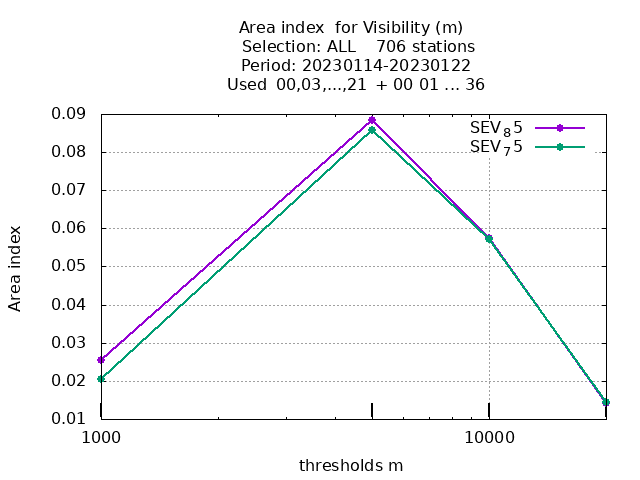 Area index for Visibility (m)
Selection: ALL 706 stations
Period: 20230114-20230122
Used 00,03,...,21 + 00 01 ... 36
0.09
0.08
0.07
0.06
0.05
0.04
0.03
0.02
0.01
Area index
SEV₈5
SEV₇5
1000
10000
thresholds m